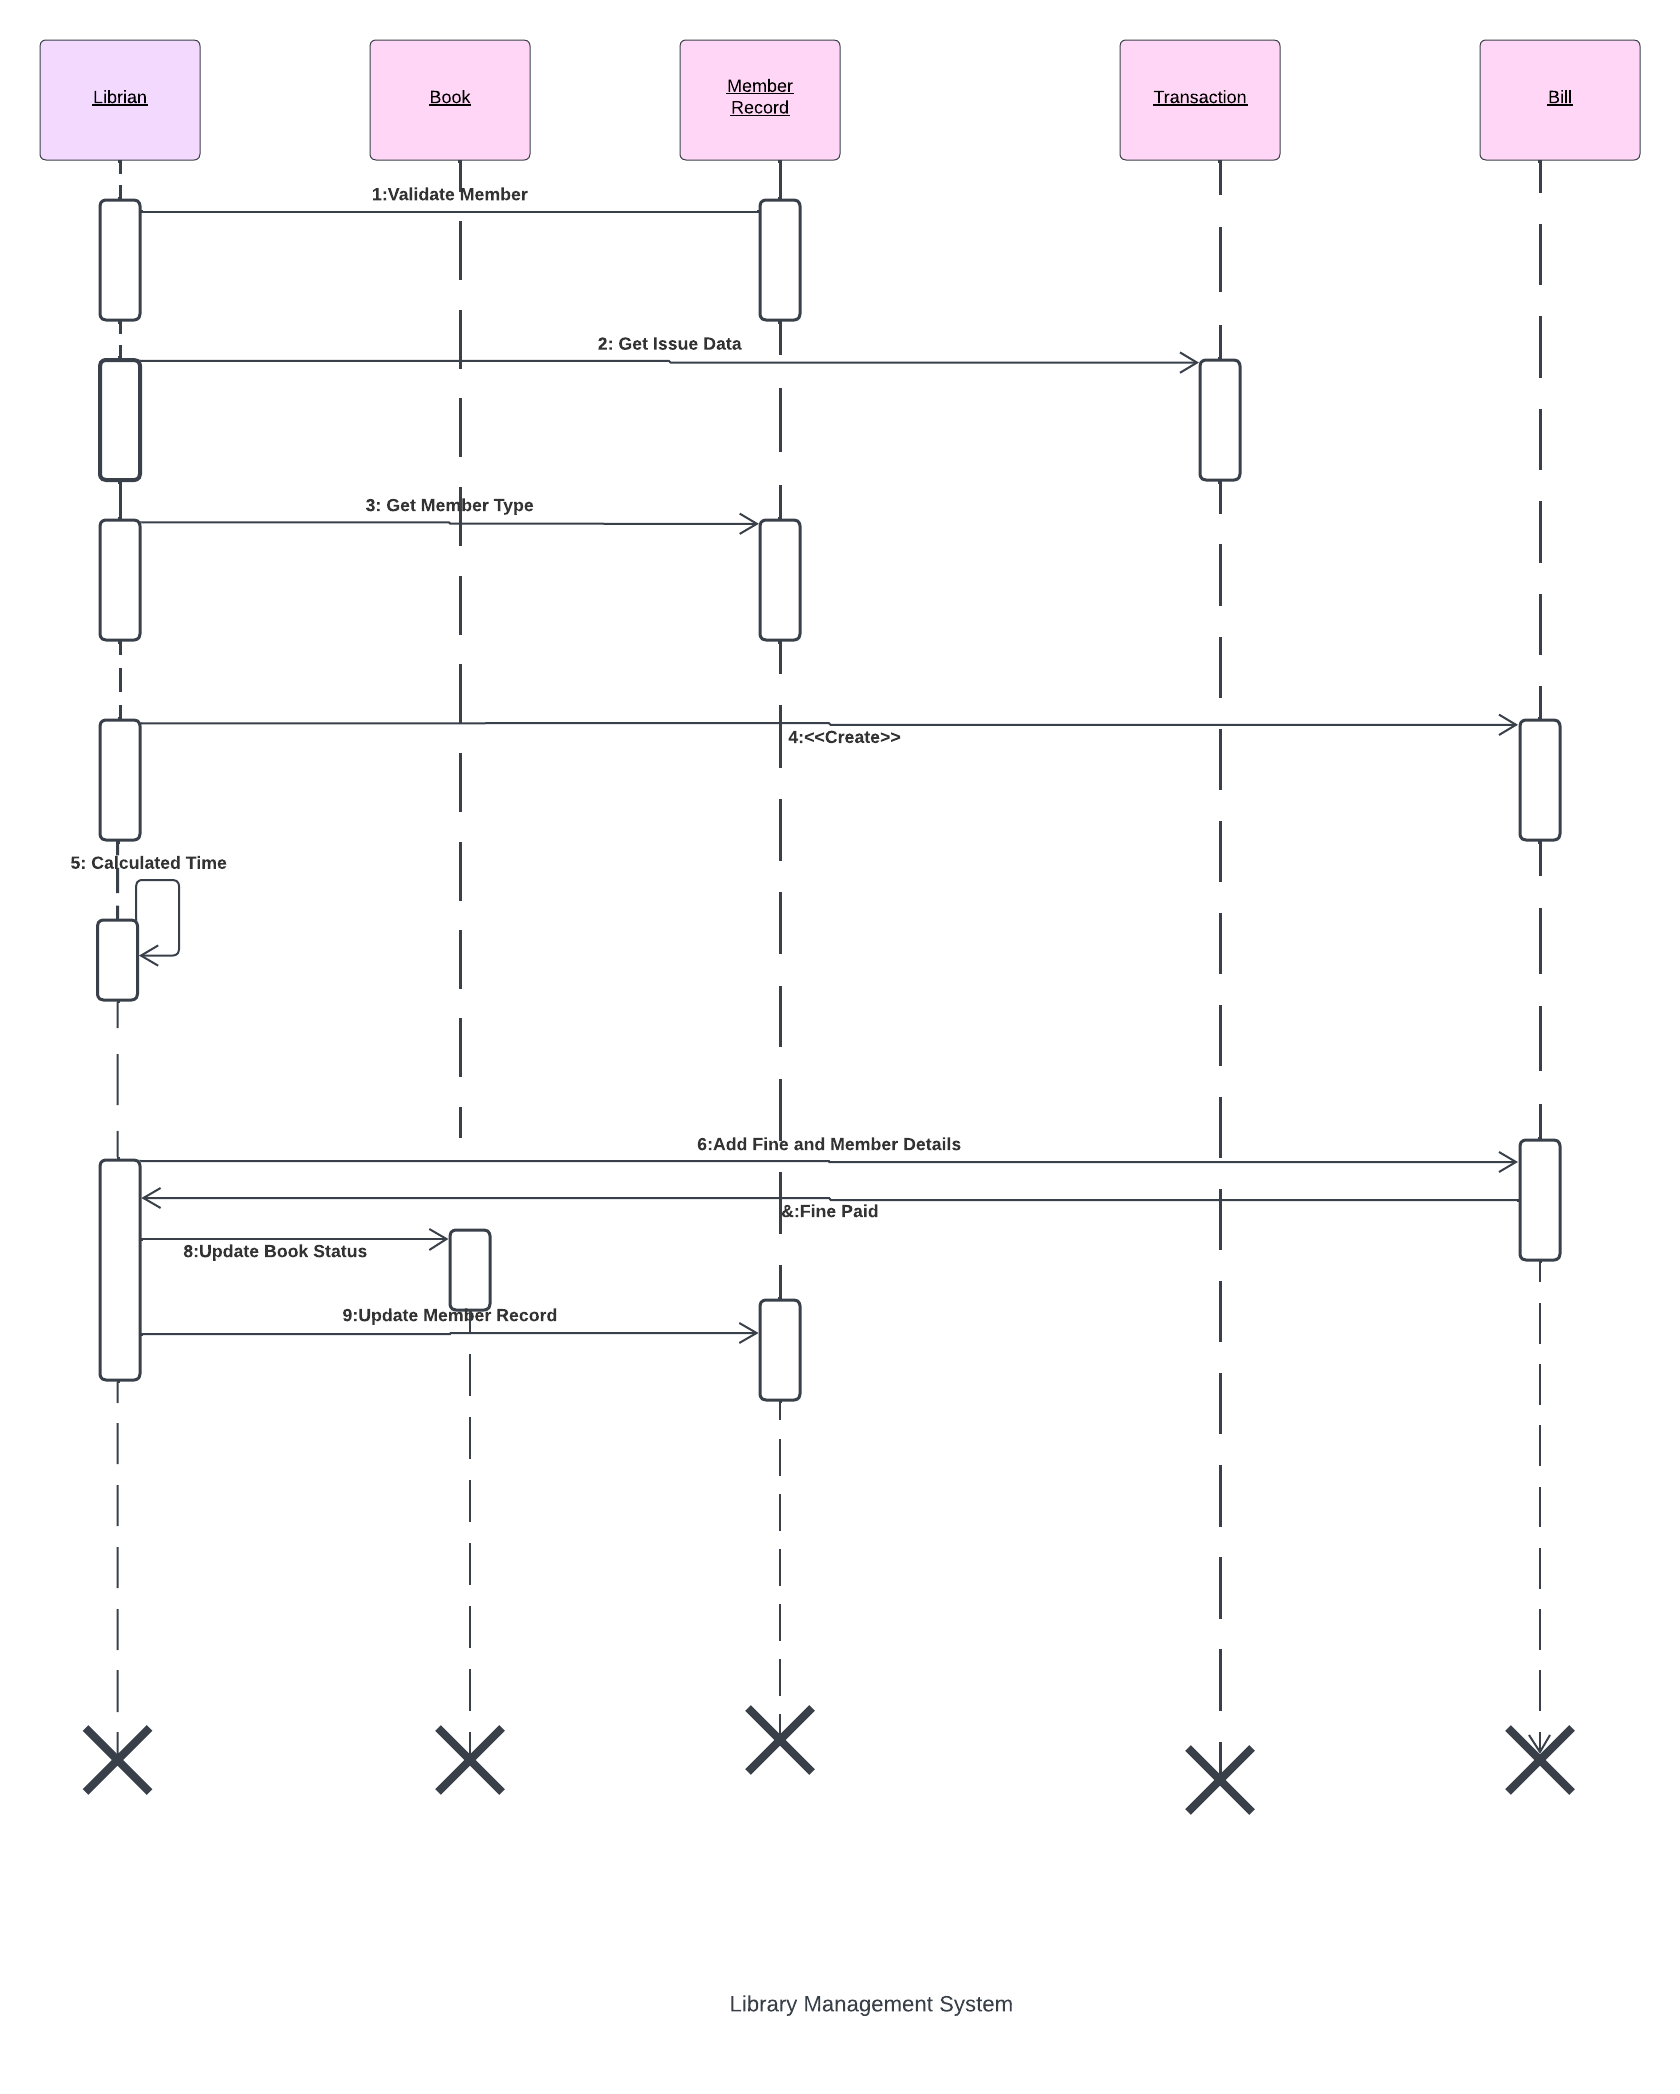 Librian
Book
Member
Record
Transaction
Bill
1:Validate Member
2: Get Issue Data
3: Get Member Type
4:<<Create>>
5: Calculated Time
6:Add Fine and Member Details
&:Fine Paid
8:Update Book Status
9:Update Member Record
Library Management System